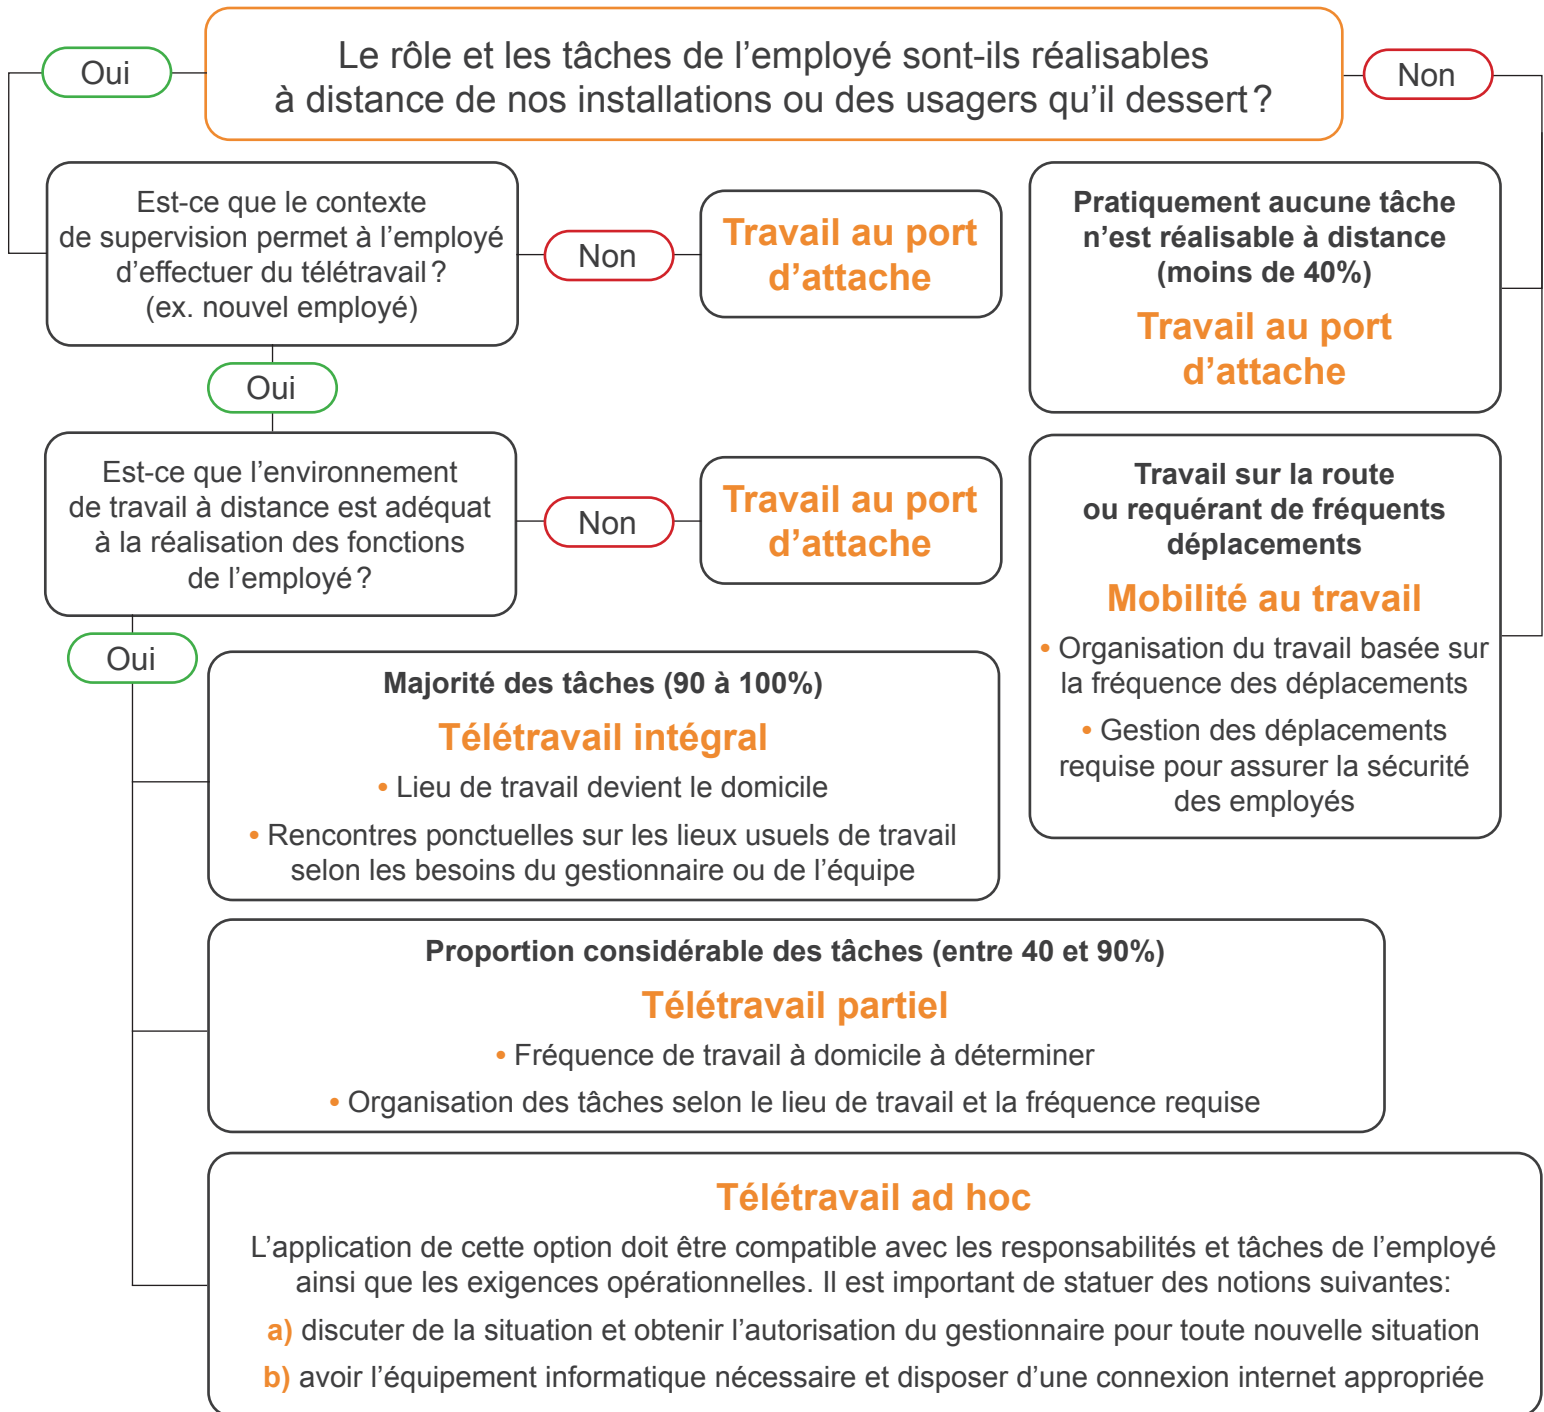 Le rôle et les tâches de l’employé sont-ils réalisables
à distance de nos installations ou des usagers qu’il dessert ?
Oui
Non
Est-ce que le contexte
de supervision permet à l’employé
d’effectuer du télétravail ?
(ex. nouvel employé)
Non
Travail au port
d’attache
Oui
Est-ce que l’environnement
de travail à distance est adéquat
à la réalisation des fonctions
de l’employé ?
Non
Travail au port
d’attache
Oui
Pratiquement aucune tâche
n’est réalisable à distance
(moins de 40%)
Travail au port
d’attache
Travail sur la route
ou requérant de fréquents
déplacements
Mobilité au travail
• Organisation du travail basée sur
la fréquence des déplacements
• Gestion des déplacements
requise pour assurer la sécurité
des employés
Majorité des tâches (90 à 100%)
Télétravail intégral
• Lieu de travail devient le domicile
• Rencontres ponctuelles sur les lieux usuels de travail
selon les besoins du gestionnaire ou de l’équipe
Proportion considérable des tâches (entre 40 et 90%)
Télétravail partiel
• Fréquence de travail à domicile à déterminer
• Organisation des tâches selon le lieu de travail et la fréquence requise
Télétravail ad hoc
L’application de cette option doit être compatible avec les responsabilités et tâches de l’employé
ainsi que les exigences opérationnelles. Il est important de statuer des notions suivantes:
a) discuter de la situation et obtenir l’autorisation du gestionnaire pour toute nouvelle situation
b) avoir l’équipement informatique nécessaire et disposer d’une connexion internet appropriée